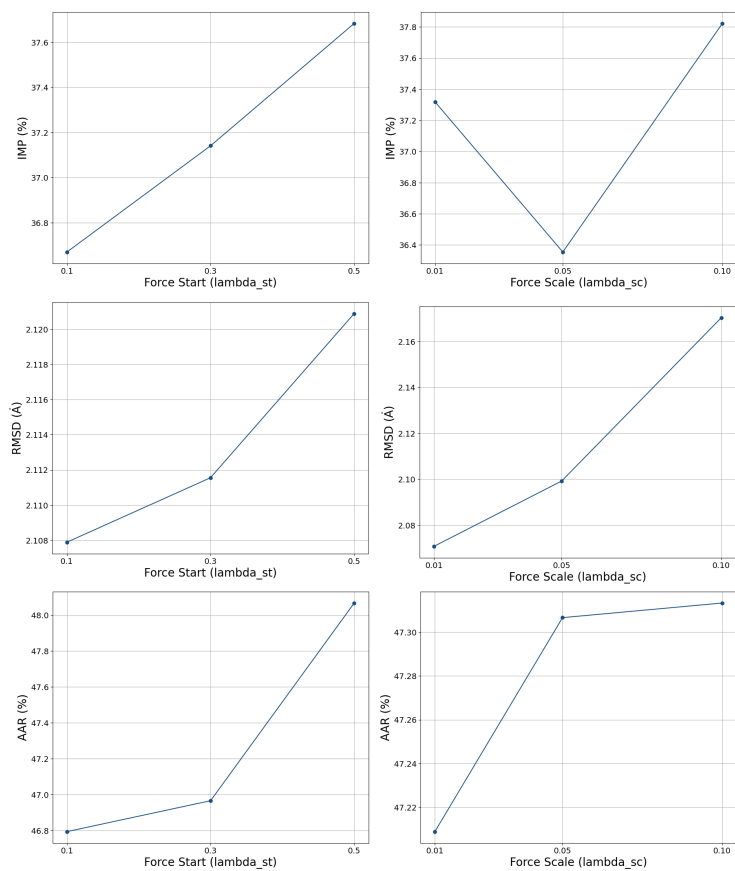 37.6
37.4
37.2
37.0
36.8
IMP (%)
0.1 0.3 0.5
Force Start (lambda_st)
37.8
37.6
37.4
37.2
37.0
36.8
36.6
36.4
IMP (%)
0.01 0.05 0.10
Force Scale (lambda_sc)
2.120
2.118
2.116
2.114
2.112
2.110
2.108
RMSD (Å)
0.1 0.3 0.5
Force Start (lambda_st)
2.16
2.14
2.12
2.10
2.08
RMSD (Å)
0.01 0.05 0.10
Force Scale (lambda_sc)
48.0
47.8
47.6
47.4
47.2
47.0
46.8
AAR (%)
0.1 0.3 0.5
Force Start (lambda_st)
47.30
47.28
47.26
47.24
47.22
AAR (%)
0.01 0.05 0.10
Force Scale (lambda_sc)